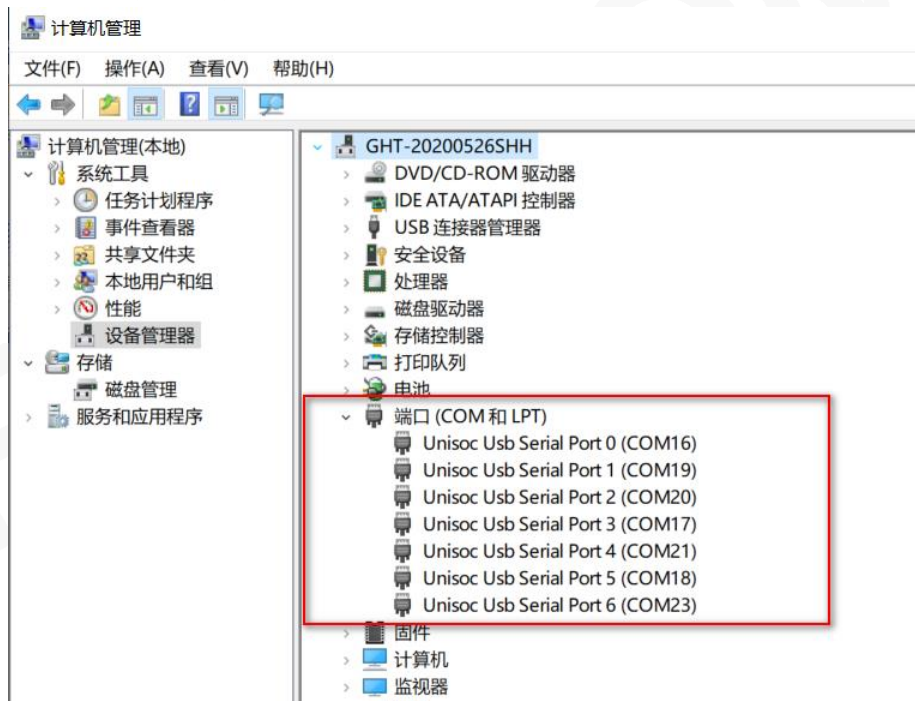 计算机管理
文件(F) 操作(A) 查看(V) 帮助(H)
计算机管理(本地)
系统工具
任务计划程序
事件查看器
共享文件夹
本地用户和组
性能
设备管理器
存储
磁盘管理
服务和应用程序
GHT-20200526SHH
DVD/CD-ROM 驱动器
IDE ATA/ATAPI 控制器
USB 连接器管理器
安全设备
处理器
磁盘驱动器
存储控制器
打印队列
电池
端口 (COM 和 LPT)
Unisoc Usb Serial Port 0 (COM16)
Unisoc Usb Serial Port 1 (COM19)
Unisoc Usb Serial Port 2 (COM20)
Unisoc Usb Serial Port 3 (COM17)
Unisoc Usb Serial Port 4 (COM21)
Unisoc Usb Serial Port 5 (COM18)
Unisoc Usb Serial Port 6 (COM23)
固件
计算机
监视器